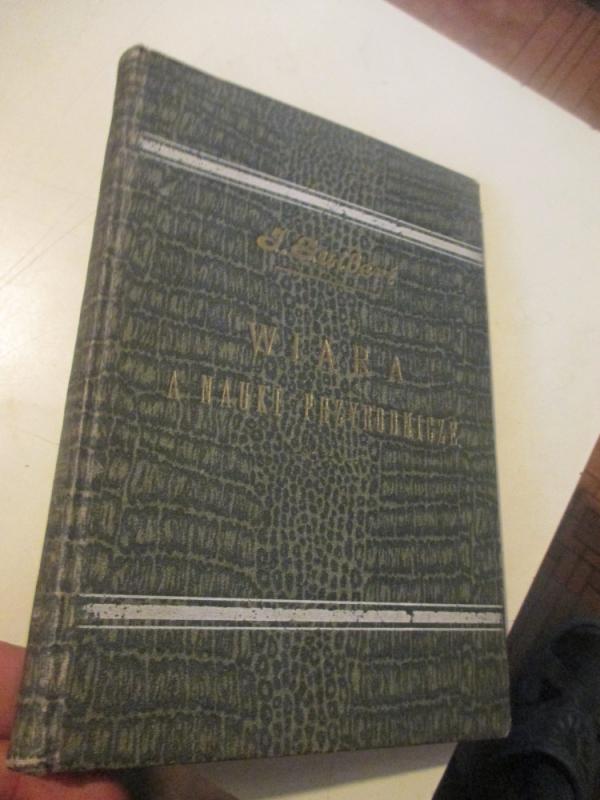 J. Guibert
WIARA
A NAUKI PRZYRODNICZE